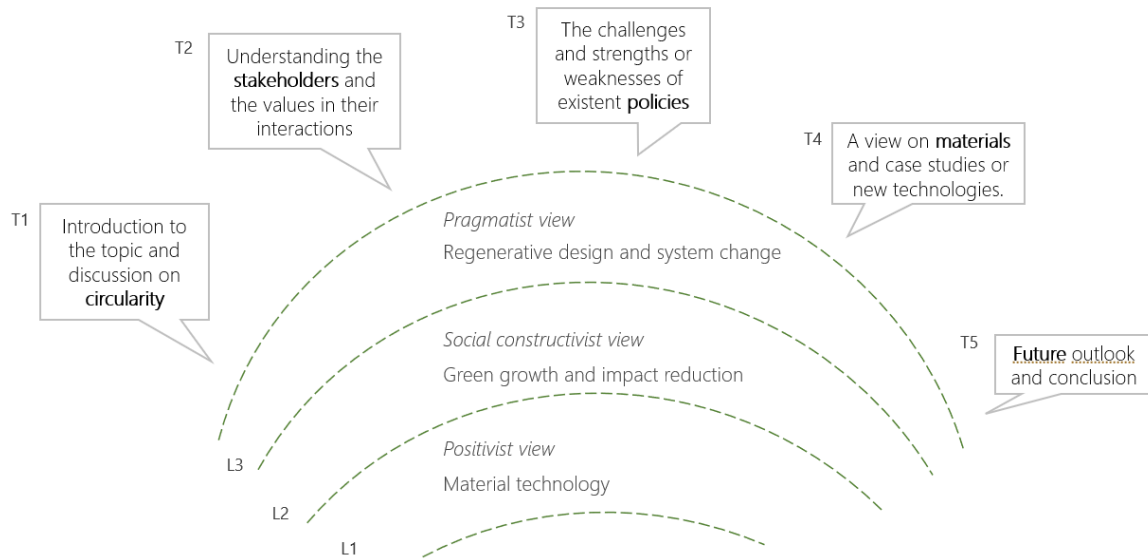 T1
Introduction to
the topic and
discussion on
circularity
T2
Understanding the
stakeholders and
the values in their
interactions
T3
The challenges
and strengths or
weaknesses of
existent policies
T4
A view on materials
and case studies or
new technologies.
T5
Future outlook
and conclusion
Pragmatist view
Regenerative design and system change
Social constructivist view
Green growth and impact reduction
Positivist view
Material technology
L3
L2
L1